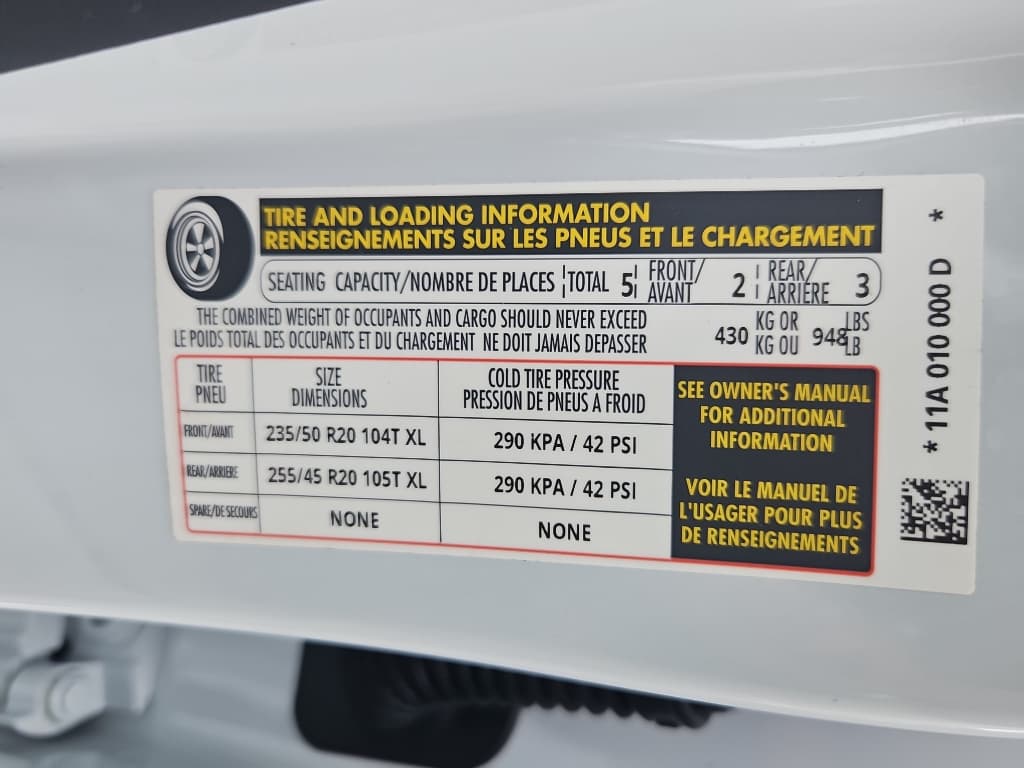 TIRE AND LOADING INFORMATION
RENSEIGNEMENTS SUR LES PNEUS ET LE CHARGEMENT
SEATING CAPACITY/NOMBRE DE PLACES TOTAL 5 FRONT/AVANT 2 REAR/ARRIÈRE 3
THE COMBINED WEIGHT OF OCCUPANTS AND CARGO SHOULD NEVER EXCEED
LE POIDS TOTAL DES OCCUPANTS ET DU CHARGEMENT NE DOIT JAMAIS DEPASSER
430 KG OR 948 LBS
KG OU LB
TIRE
PNEU
SIZE
DIMENSIONS
COLD TIRE PRESSURE
PRESSION DE PNEUS A FROID
FRONT/AVANT 235/50 R20 104T XL 290 KPA / 42 PSI
REAR/ARRIERE 255/45 R20 105T XL 290 KPA / 42 PSI
SPARE/DE SECOURS NONE NONE
SEE OWNER'S MANUAL
FOR ADDITIONAL
INFORMATION
VOIR LE MANUEL DE
L'USAGER POUR PLUS
DE RENSEIGNEMENTS
* 11A 010 000 D *